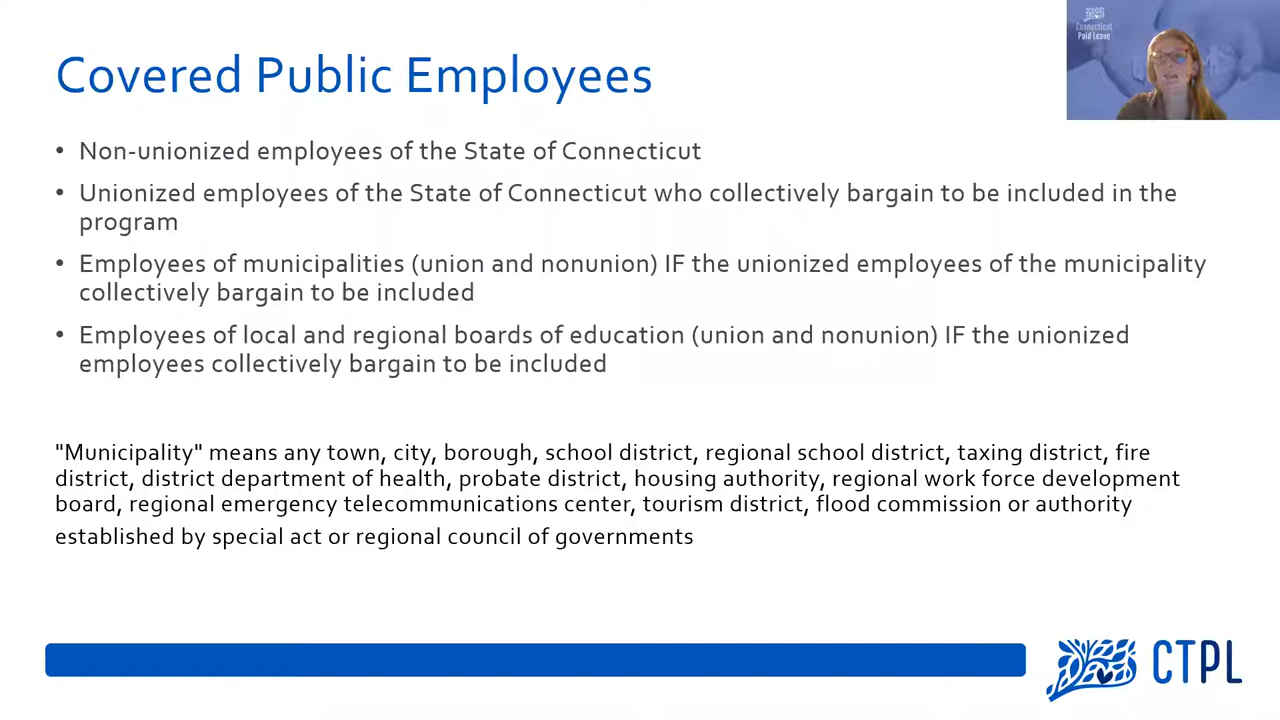 Covered Public Employees
Connecticut
Paid Leave
• Non-unionized employees of the State of Connecticut
• Unionized employees of the State of Connecticut who collectively bargain to be included in the
program
• Employees of municipalities (union and nonunion) IF the unionized employees of the municipality
collectively bargain to be included
• Employees of local and regional boards of education (union and nonunion) IF the unionized
employees collectively bargain to be included
"Municipality" means any town, city, borough, school district, regional school district, taxing district, fire
district, district department of health, probate district, housing authority, regional work force development
board, regional emergency telecommunications center, tourism district, flood commission or authority
established by special act or regional council of governments
CTPL